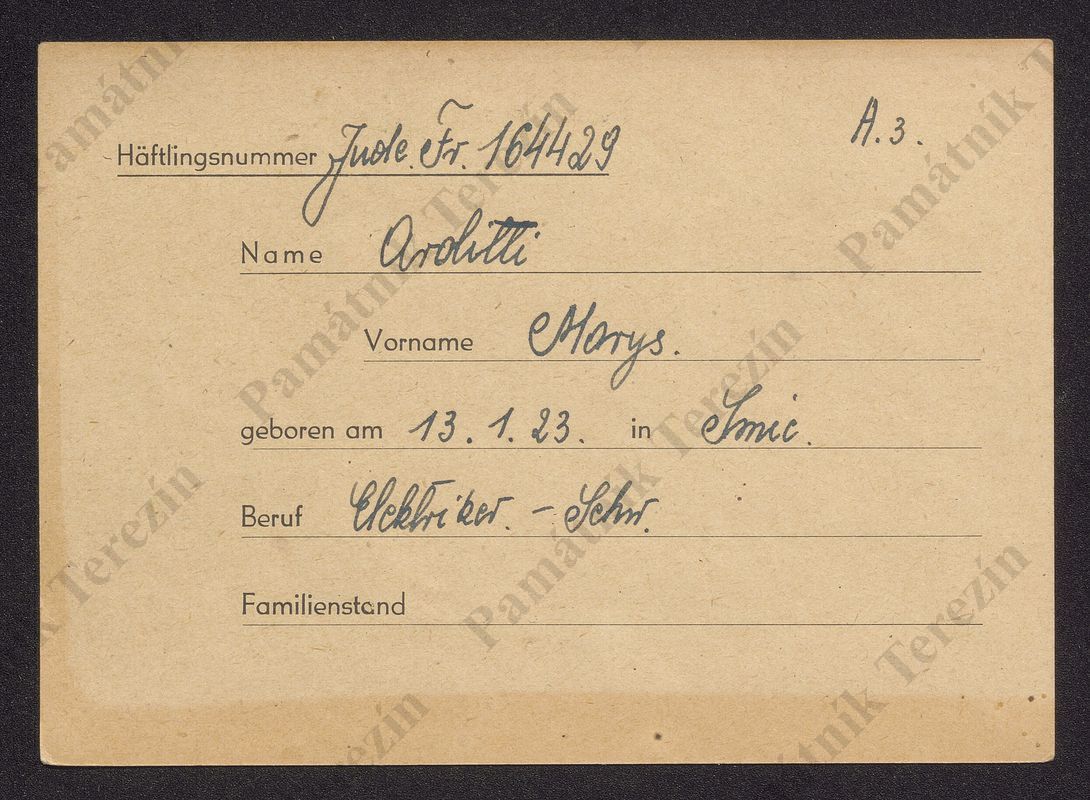 A. 3.
Häftlingsnummer Jude. Fr. 164429
Name Arditti
Vorname Marys.
geboren am 13. 1. 23. in Smic.
Beruf Elektriker. - Schw.
Familienstand
Památník Terezín